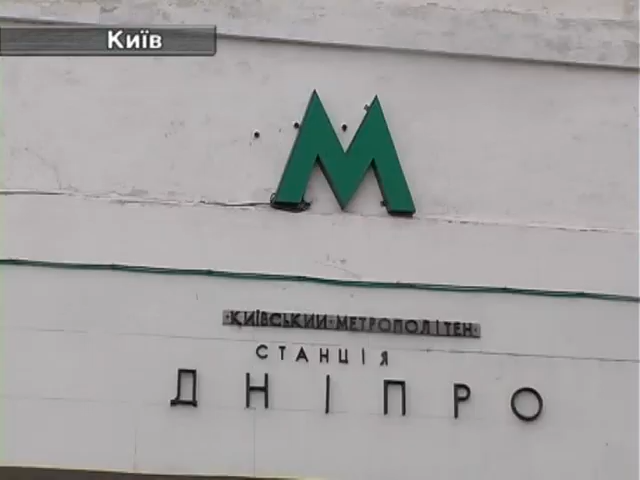 Київ
М
·КИЇВСЬКИЙ·МЕТРОПОЛІТЕН·
СТАНЦІЯ
ДНІПРО